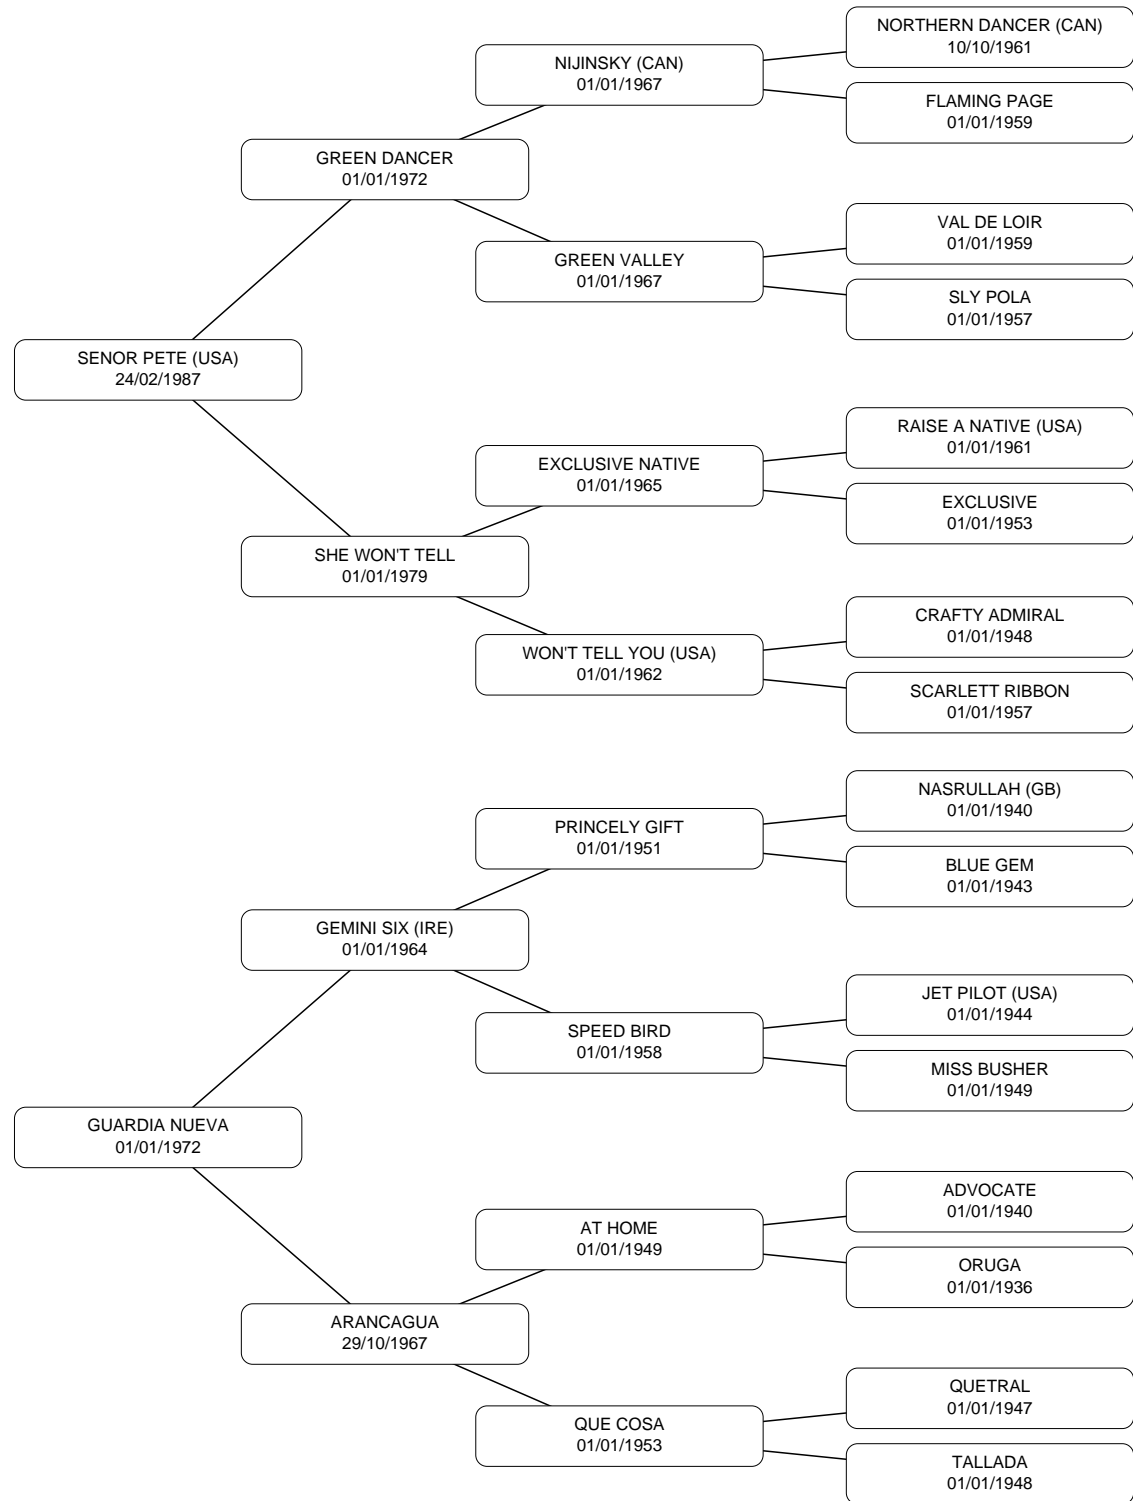 NORTHERN DANCER (CAN)
10/10/1961
NIJINSKY (CAN)
01/01/1967
FLAMING PAGE
01/01/1959
GREEN DANCER
01/01/1972
VAL DE LOIR
01/01/1959
GREEN VALLEY
01/01/1967
SLY POLA
01/01/1957
SENOR PETE (USA)
24/02/1987
RAISE A NATIVE (USA)
01/01/1961
EXCLUSIVE NATIVE
01/01/1965
EXCLUSIVE
01/01/1953
SHE WON'T TELL
01/01/1979
CRAFTY ADMIRAL
01/01/1948
WON'T TELL YOU (USA)
01/01/1962
SCARLETT RIBBON
01/01/1957
NASRULLAH (GB)
01/01/1940
PRINCELY GIFT
01/01/1951
BLUE GEM
01/01/1943
GEMINI SIX (IRE)
01/01/1964
JET PILOT (USA)
01/01/1944
SPEED BIRD
01/01/1958
MISS BUSHER
01/01/1949
GUARDIA NUEVA
01/01/1972
ADVOCATE
01/01/1940
AT HOME
01/01/1949
ORUGA
01/01/1936
ARANCAGUA
29/10/1967
QUETRAL
01/01/1947
QUE COSA
01/01/1953
TALLADA
01/01/1948